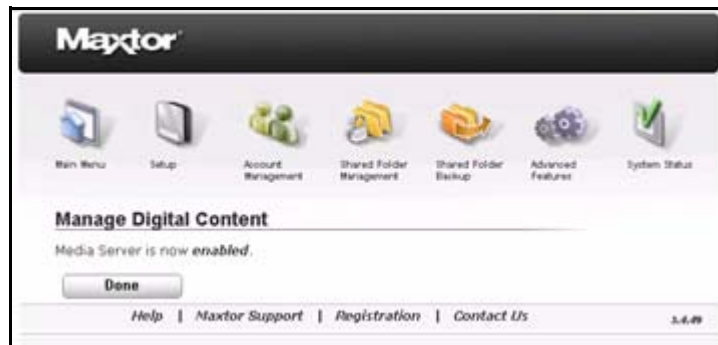 Maxtor
Main Menu
Setup
Account Management
Shared Folder Management
Shared Folder Backup
Advanced Features
System Status
Manage Digital Content
Media Server is now enabled.
Done
Help | Maxtor Support | Registration | Contact Us